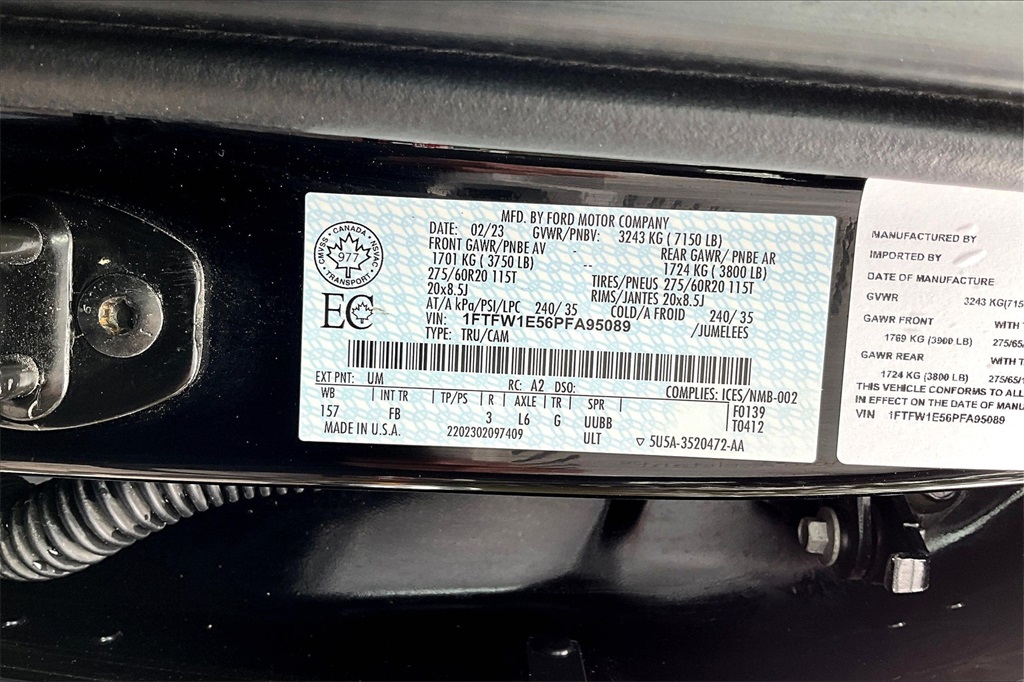 MFD. BY FORD MOTOR COMPANY
DATE: 02/23 GVWR/PNBV: 3243 KG ( 7150 LB)
FRONT GAWR/PNBE AV REAR GAWR/ PNBE AR
1701 KG ( 3750 LB) -- 1724 KG ( 3800 LB)
275/60R20 115T TIRES/PNEUS 275/60R20 115T
20x8.5J RIMS/JANTES 20x8.5J
AT/A kPa/PSI/LPC 240/ 35 COLD/A FROID 240/ 35
VIN: 1FTFW1E56PFA95089 /JUMELEES
TYPE: TRU/CAM
CANADA
CMVSS NSVAC
977
TRANSPORT
EC
EXT PNT: UM RC: A2 DSO: COMPLIES: ICES/NMB-002
WB INT TR TP/PS R AXLE TR SPR F0139
157 FB 3 L6 G UUBB T0412
MADE IN U.S.A. 2202302097409 ULT ▽ 5U5A-3520472-AA
MANUFACTURED BY
IMPORTED BY
DATE OF MANUFACTURE
GVWR 3243 KG(715
GAWR FRONT WITH
1769 KG (3900 LB) 275/65
GAWR REAR WITH T
1724 KG (3800 LB) 275/65/1
THIS VEHICLE CONFORMS TO ALL
IN EFFECT ON THE DATE OF MANU
VIN 1FTFW1E56PFA95089